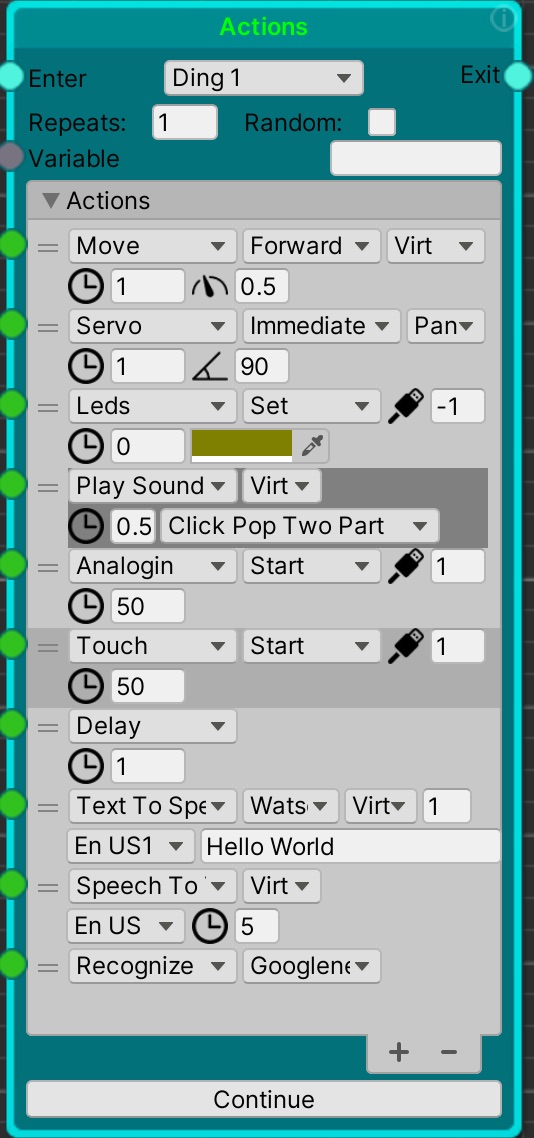 Actions
Enter Ding 1 Exit
Repeats: 1 Random:
Variable
Actions
Move Forward Virt
1 0.5
Servo Immediate Pan
1 90
Leds Set -1
0
Play Sound Virt
0.5 Click Pop Two Part
Analogin Start 1
50
Touch Start 1
50
Delay
1
Text To Spe Wats Virt 1
En US1 Hello World
Speech To Virt
En US 5
Recognize Googlene
+ −
Continue